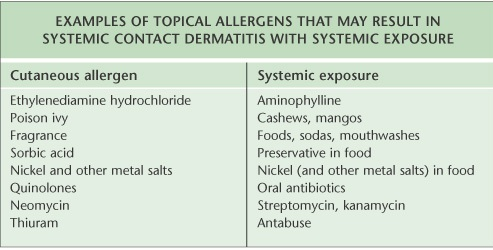 EXAMPLES OF TOPICAL ALLERGENS THAT MAY RESULT IN
SYSTEMIC CONTACT DERMATITIS WITH SYSTEMIC EXPOSURE
Cutaneous allergen Systemic exposure
Ethylenediamine hydrochloride Aminophylline
Poison ivy Cashews, mangos
Fragrance Foods, sodas, mouthwashes
Sorbic acid Preservative in food
Nickel and other metal salts Nickel (and other metal salts) in food
Quinolones Oral antibiotics
Neomycin Streptomycin, kanamycin
Thiuram Antabuse